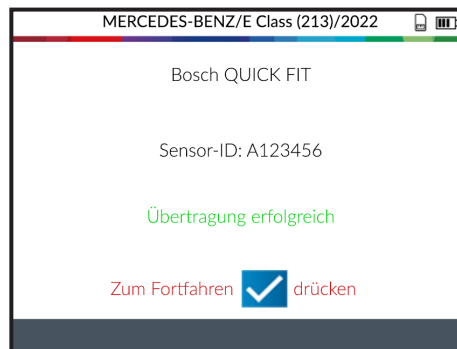 MERCEDES-BENZ/E Class (213)/2022
Bosch QUICK FIT
Sensor-ID: A123456
Übertragung erfolgreich
Zum Fortfahren drücken